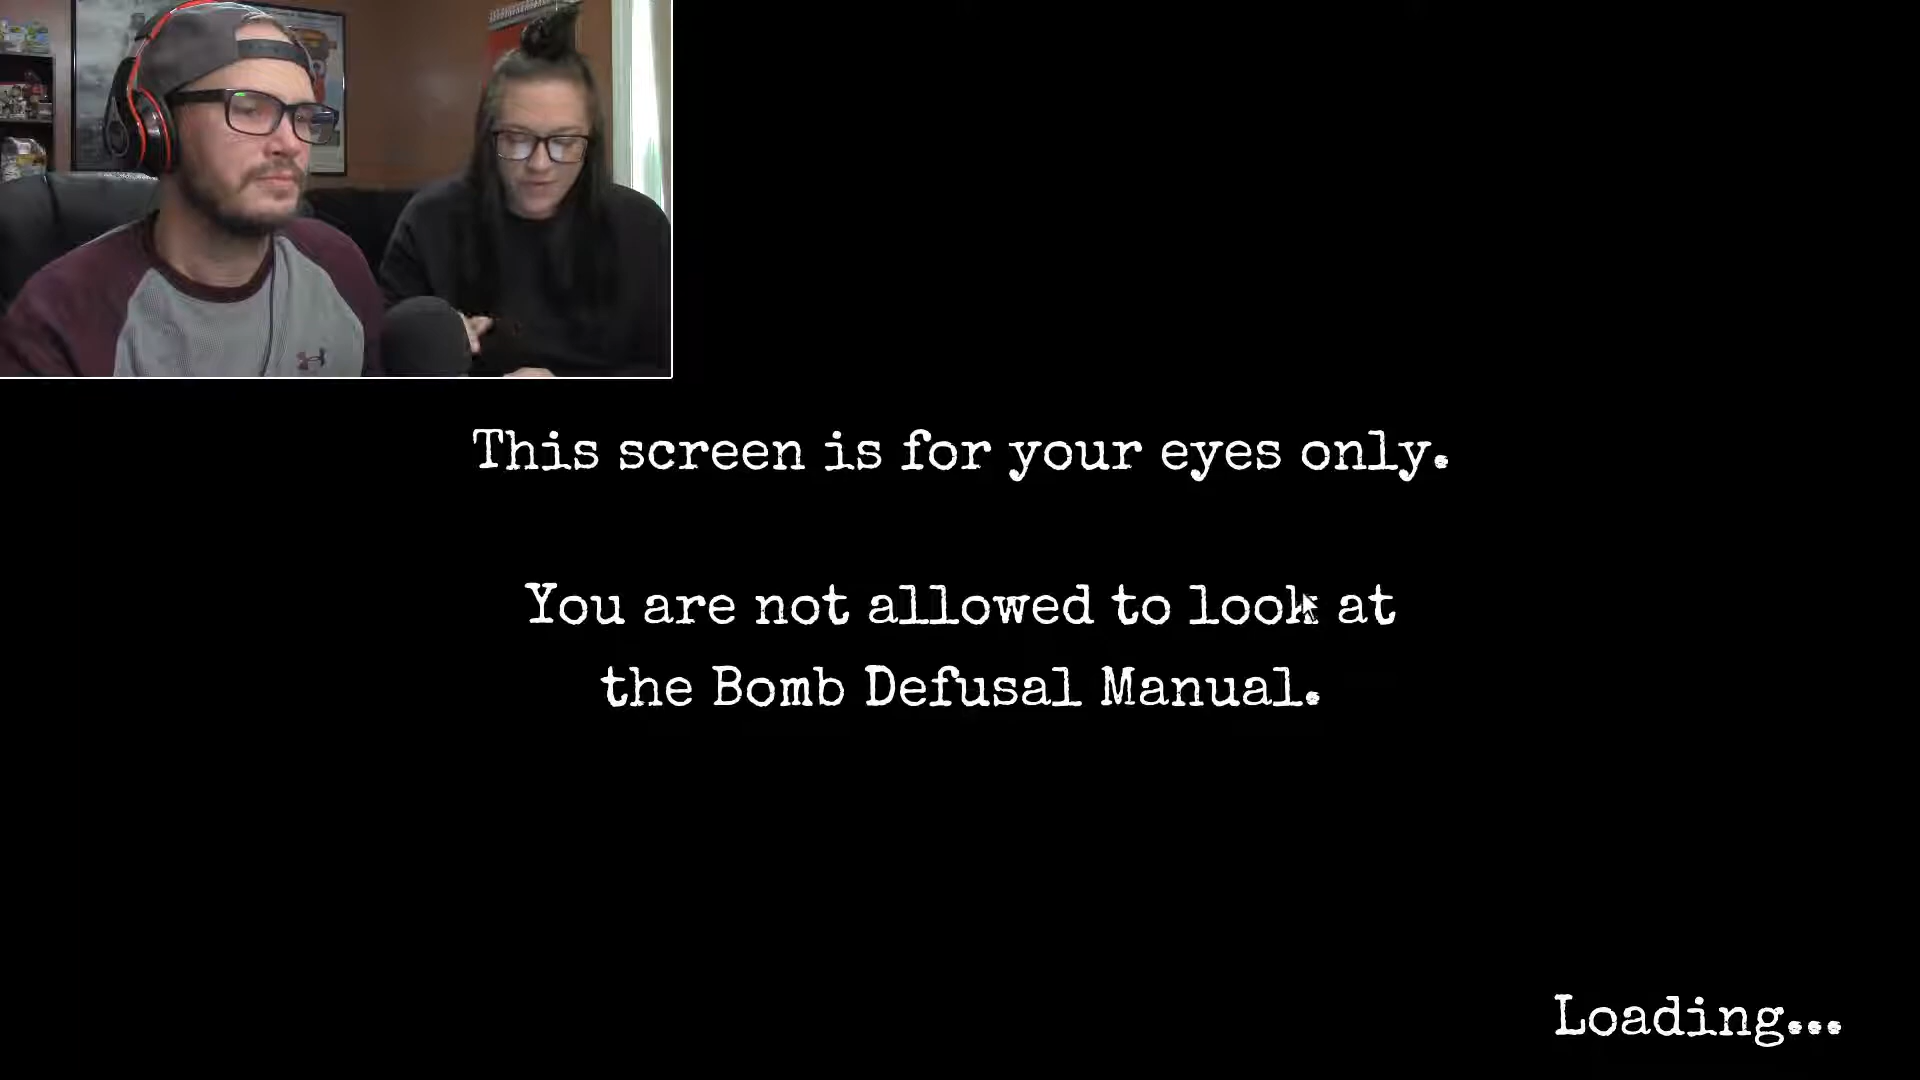 This screen is for your eyes only.
You are not allowed to look at
the Bomb Defusal Manual.
Loading...